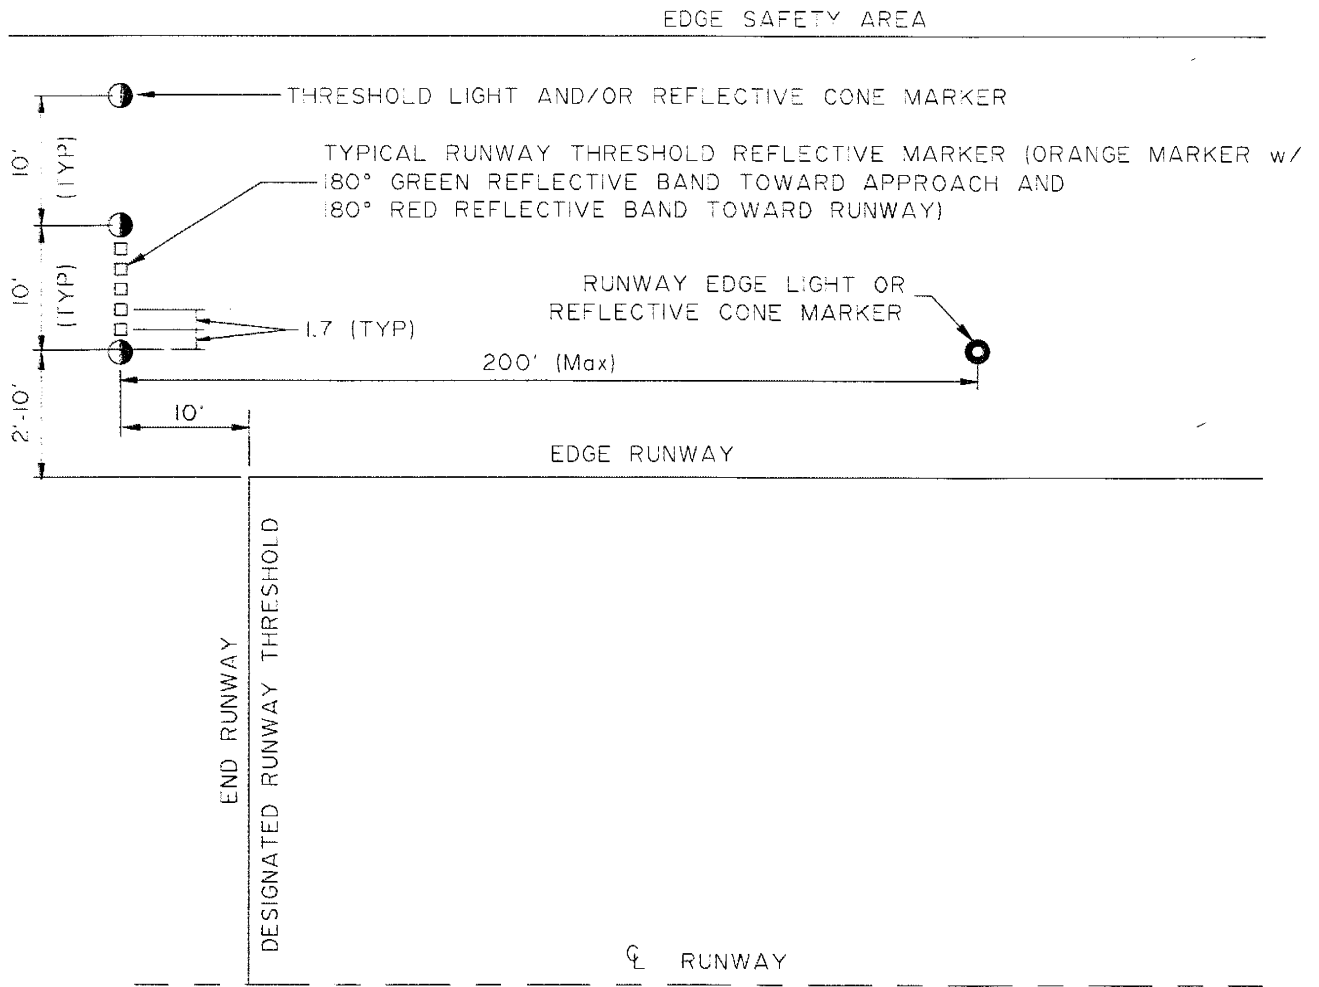 EDGE SAFETY AREA
THRESHOLD LIGHT AND/OR REFLECTIVE CONE MARKER
10'
(TYP)
TYPICAL RUNWAY THRESHOLD REFLECTIVE MARKER (ORANGE MARKER w/
180° GREEN REFLECTIVE BAND TOWARD APPROACH AND
180° RED REFLECTIVE BAND TOWARD RUNWAY)
10'
(TYP)
RUNWAY EDGE LIGHT OR
REFLECTIVE CONE MARKER
1.7 (TYP)
200' (Max)
2'-10'
10'
EDGE RUNWAY
END RUNWAY
DESIGNATED RUNWAY THRESHOLD
℄ RUNWAY